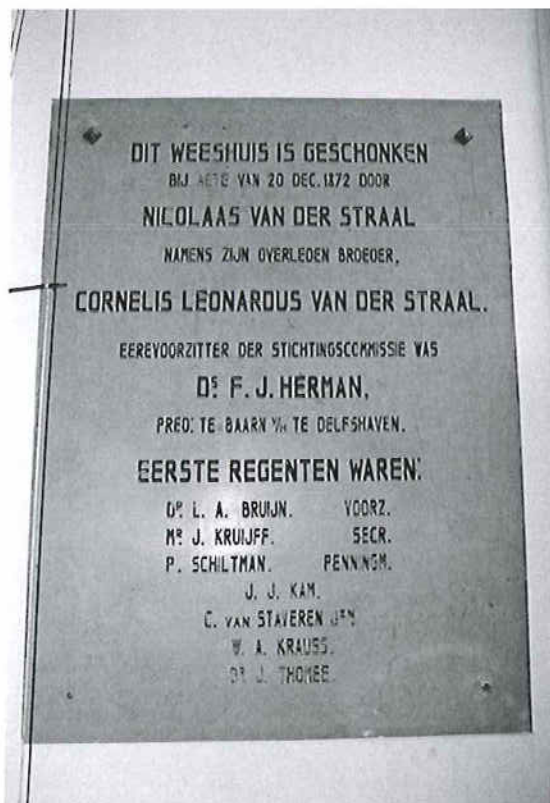 DIT WEESHUIS IS GESCHONKEN
BIJ ACTE VAN 20 DEC. 1872 DOOR
NICOLAAS VAN DER STRAAL
NAMENS ZIJN OVERLEDEN BROEDER,
CORNELIS LEONARDUS VAN DER STRAAL.
EEREVOORZITTER DER STICHTINGSCOMMISSIE WAS
Ds F. J. HERMAN,
PRED: TE BAARN V/H TE DELFSHAVEN.
EERSTE REGENTEN WAREN:
Dr L. A. BRUIJN. VOORZ.
Mr J. KRUIJFF. SECR.
P. SCHILTMAN. PENNINGM.
J. J. KAM.
C. VAN STAVEREN JZN
W. A. KRAUSS.
Dr J. THOMEE.